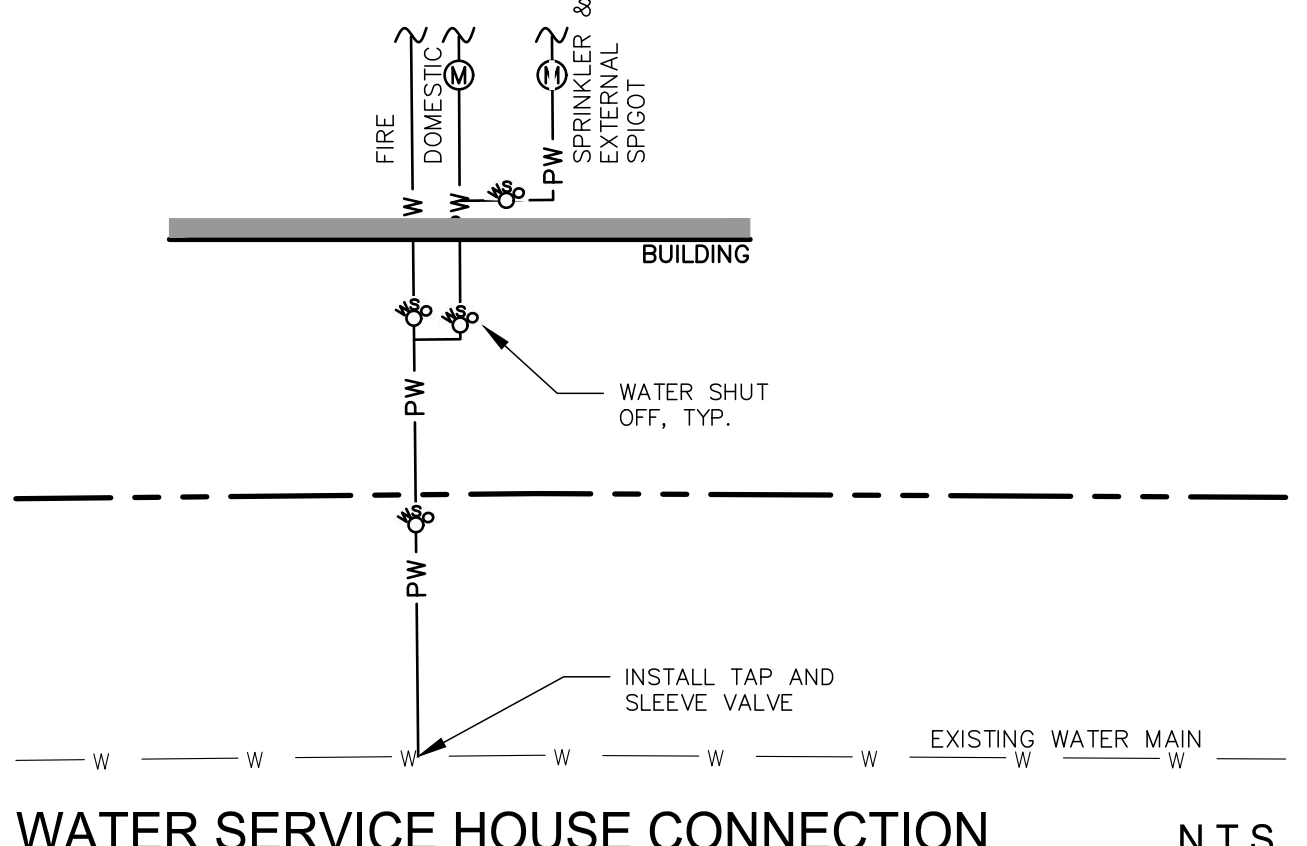 SPRINKLER &
EXTERNAL
SPIGOT
FIRE
DOMESTIC
M
M
PW
WSO
W
W
BUILDING
WSO
WSO
PW
WATER SHUT
OFF, TYP.
WSO
PW
INSTALL TAP AND
SLEEVE VALVE
EXISTING WATER MAIN
W W W W W W W W
WATER SERVICE HOUSE CONNECTION
N.T.S.